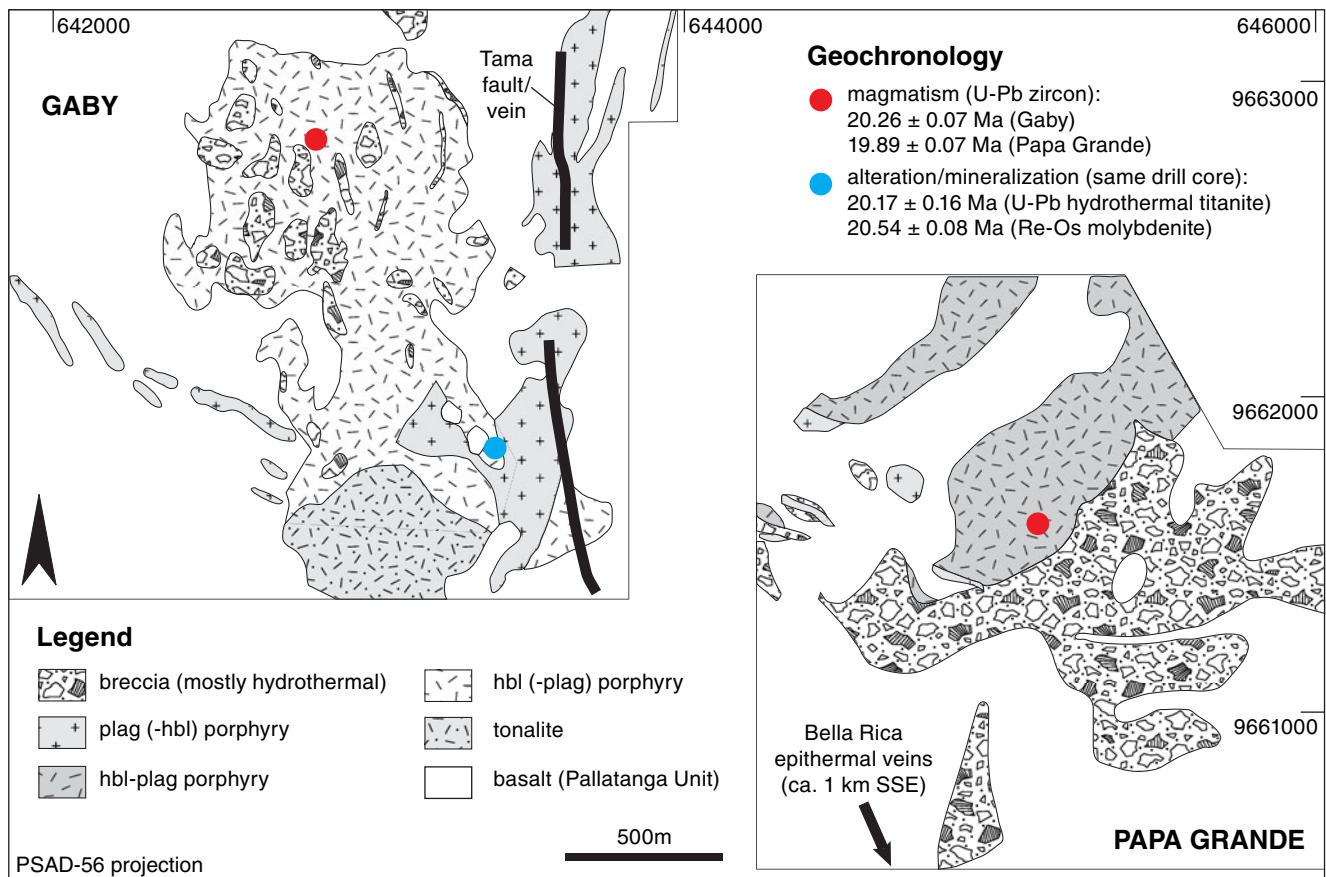 642000
644000
646000
GABY
Tama
fault/
vein
Geochronology
magmatism (U-Pb zircon):
20.26 ± 0.07 Ma (Gaby)
19.89 ± 0.07 Ma (Papa Grande)
alteration/mineralization (same drill core):
20.17 ± 0.16 Ma (U-Pb hydrothermal titanite)
20.54 ± 0.08 Ma (Re-Os molybdenite)
9663000
9662000
9661000
Legend
breccia (mostly hydrothermal)
plag (-hbl) porphyry
hbl-plag porphyry
hbl (-plag) porphyry
tonalite
basalt (Pallatanga Unit)
Bella Rica
epithermal veins
(ca. 1 km SSE)
500m
PAPA GRANDE
PSAD-56 projection